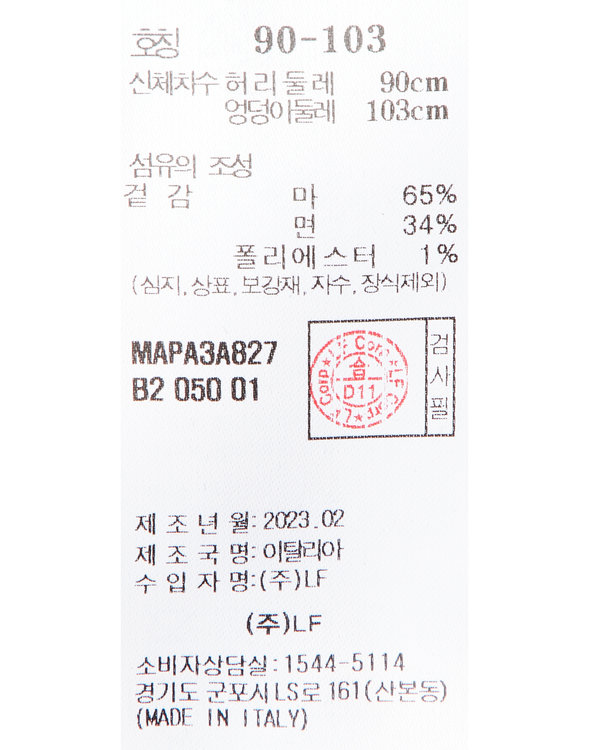 호칭 90-103
신체치수 허리둘레 90cm
엉덩이둘레 103cm
섬유의 조성
겉 감 마 65%
면 34%
폴리에스터 1%
(심지,상표,보강재,자수,장식제외)
MAPA3A827
B2 050 01
검사필
합
D11
제 조 년 월: 2023.02
제 조 국 명: 이탈리아
수 입 자 명:(주)LF
(주)LF
소비자상담실:1544-5114
경기도 군포시 LS로 161(산본동)
(MADE IN ITALY)